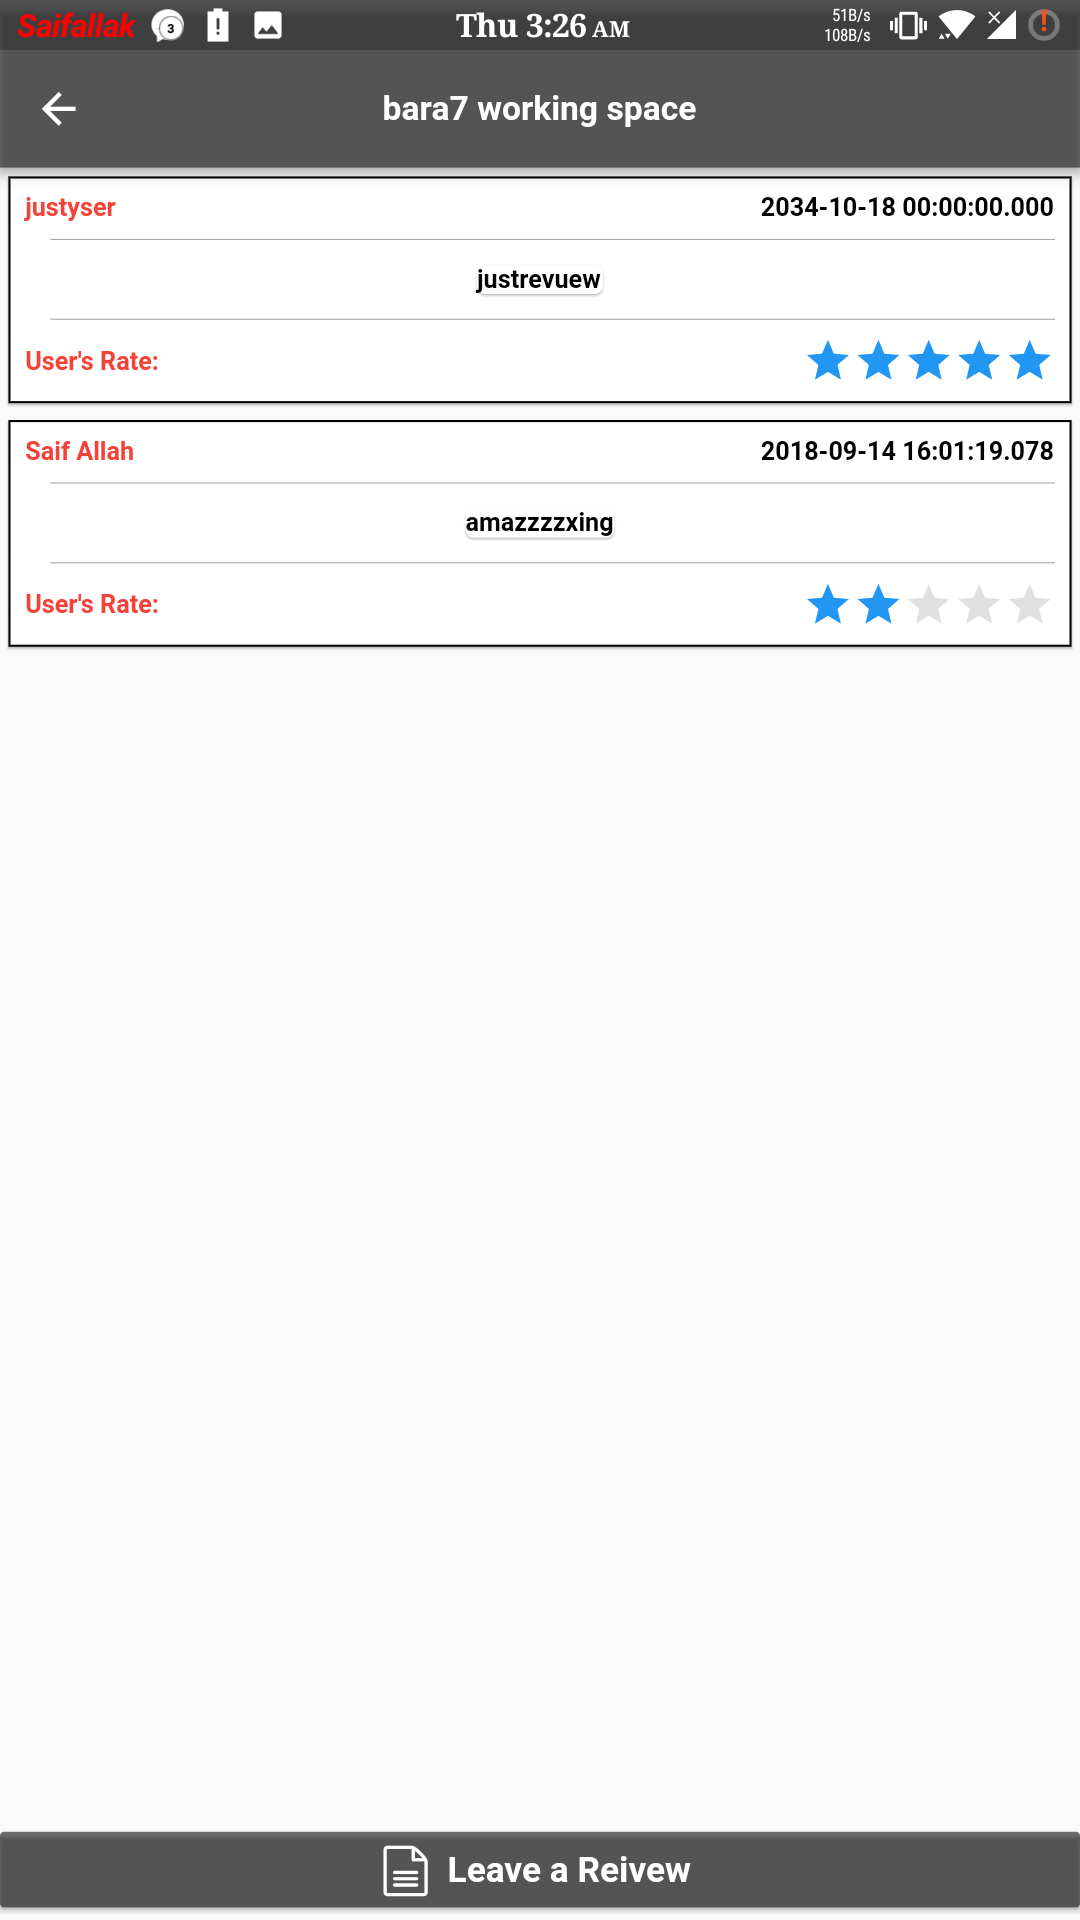 Saifallak 3 Thu 3:26 AM 51B/s
108B/s
bara7 working space
justyser 2034-10-18 00:00:00.000
justrevuew
User's Rate:
Saif Allah 2018-09-14 16:01:19.078
amazzzzxing
User's Rate:
Leave a Reivew